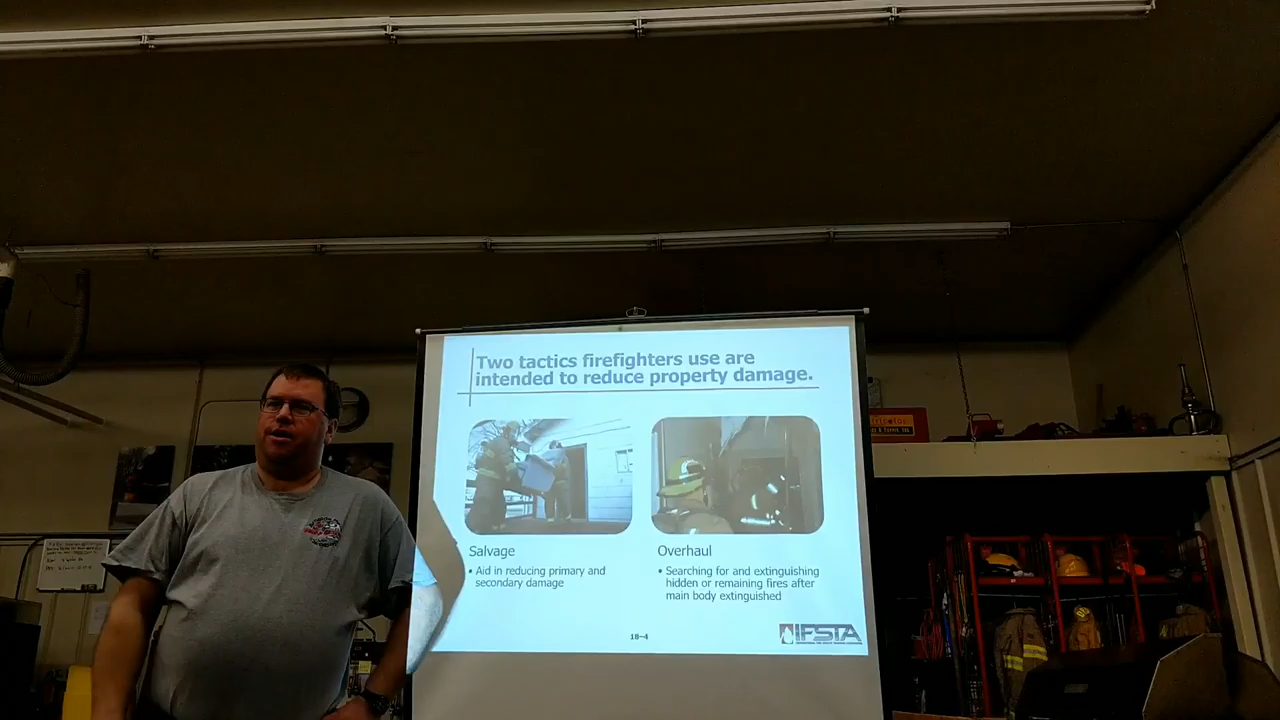 Two tactics firefighters use are
intended to reduce property damage.
Salvage
• Aid in reducing primary and
secondary damage
Overhaul
• Searching for and extinguishing
hidden or remaining fires after
main body extinguished
18–4
IFSTA